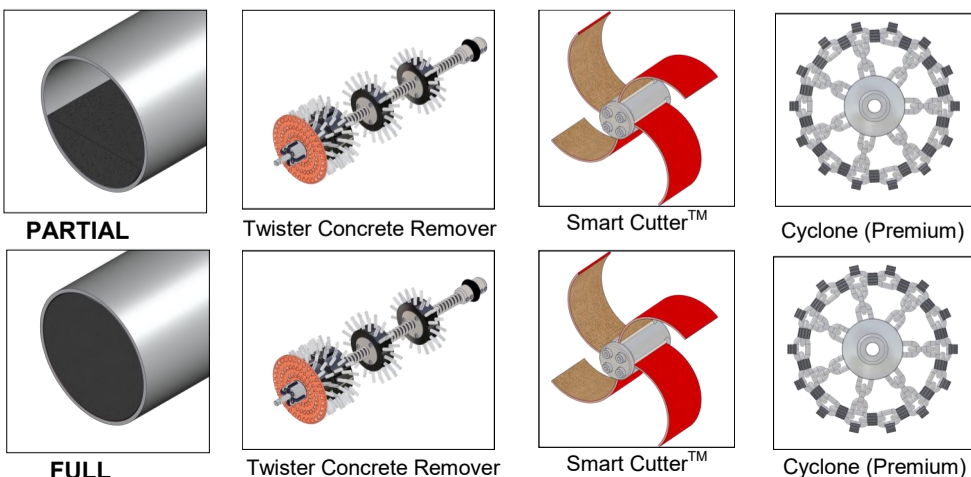 PARTIAL
Twister Concrete Remover
Smart Cutter™
Cyclone (Premium)
FULL
Twister Concrete Remover
Smart Cutter™
Cyclone (Premium)